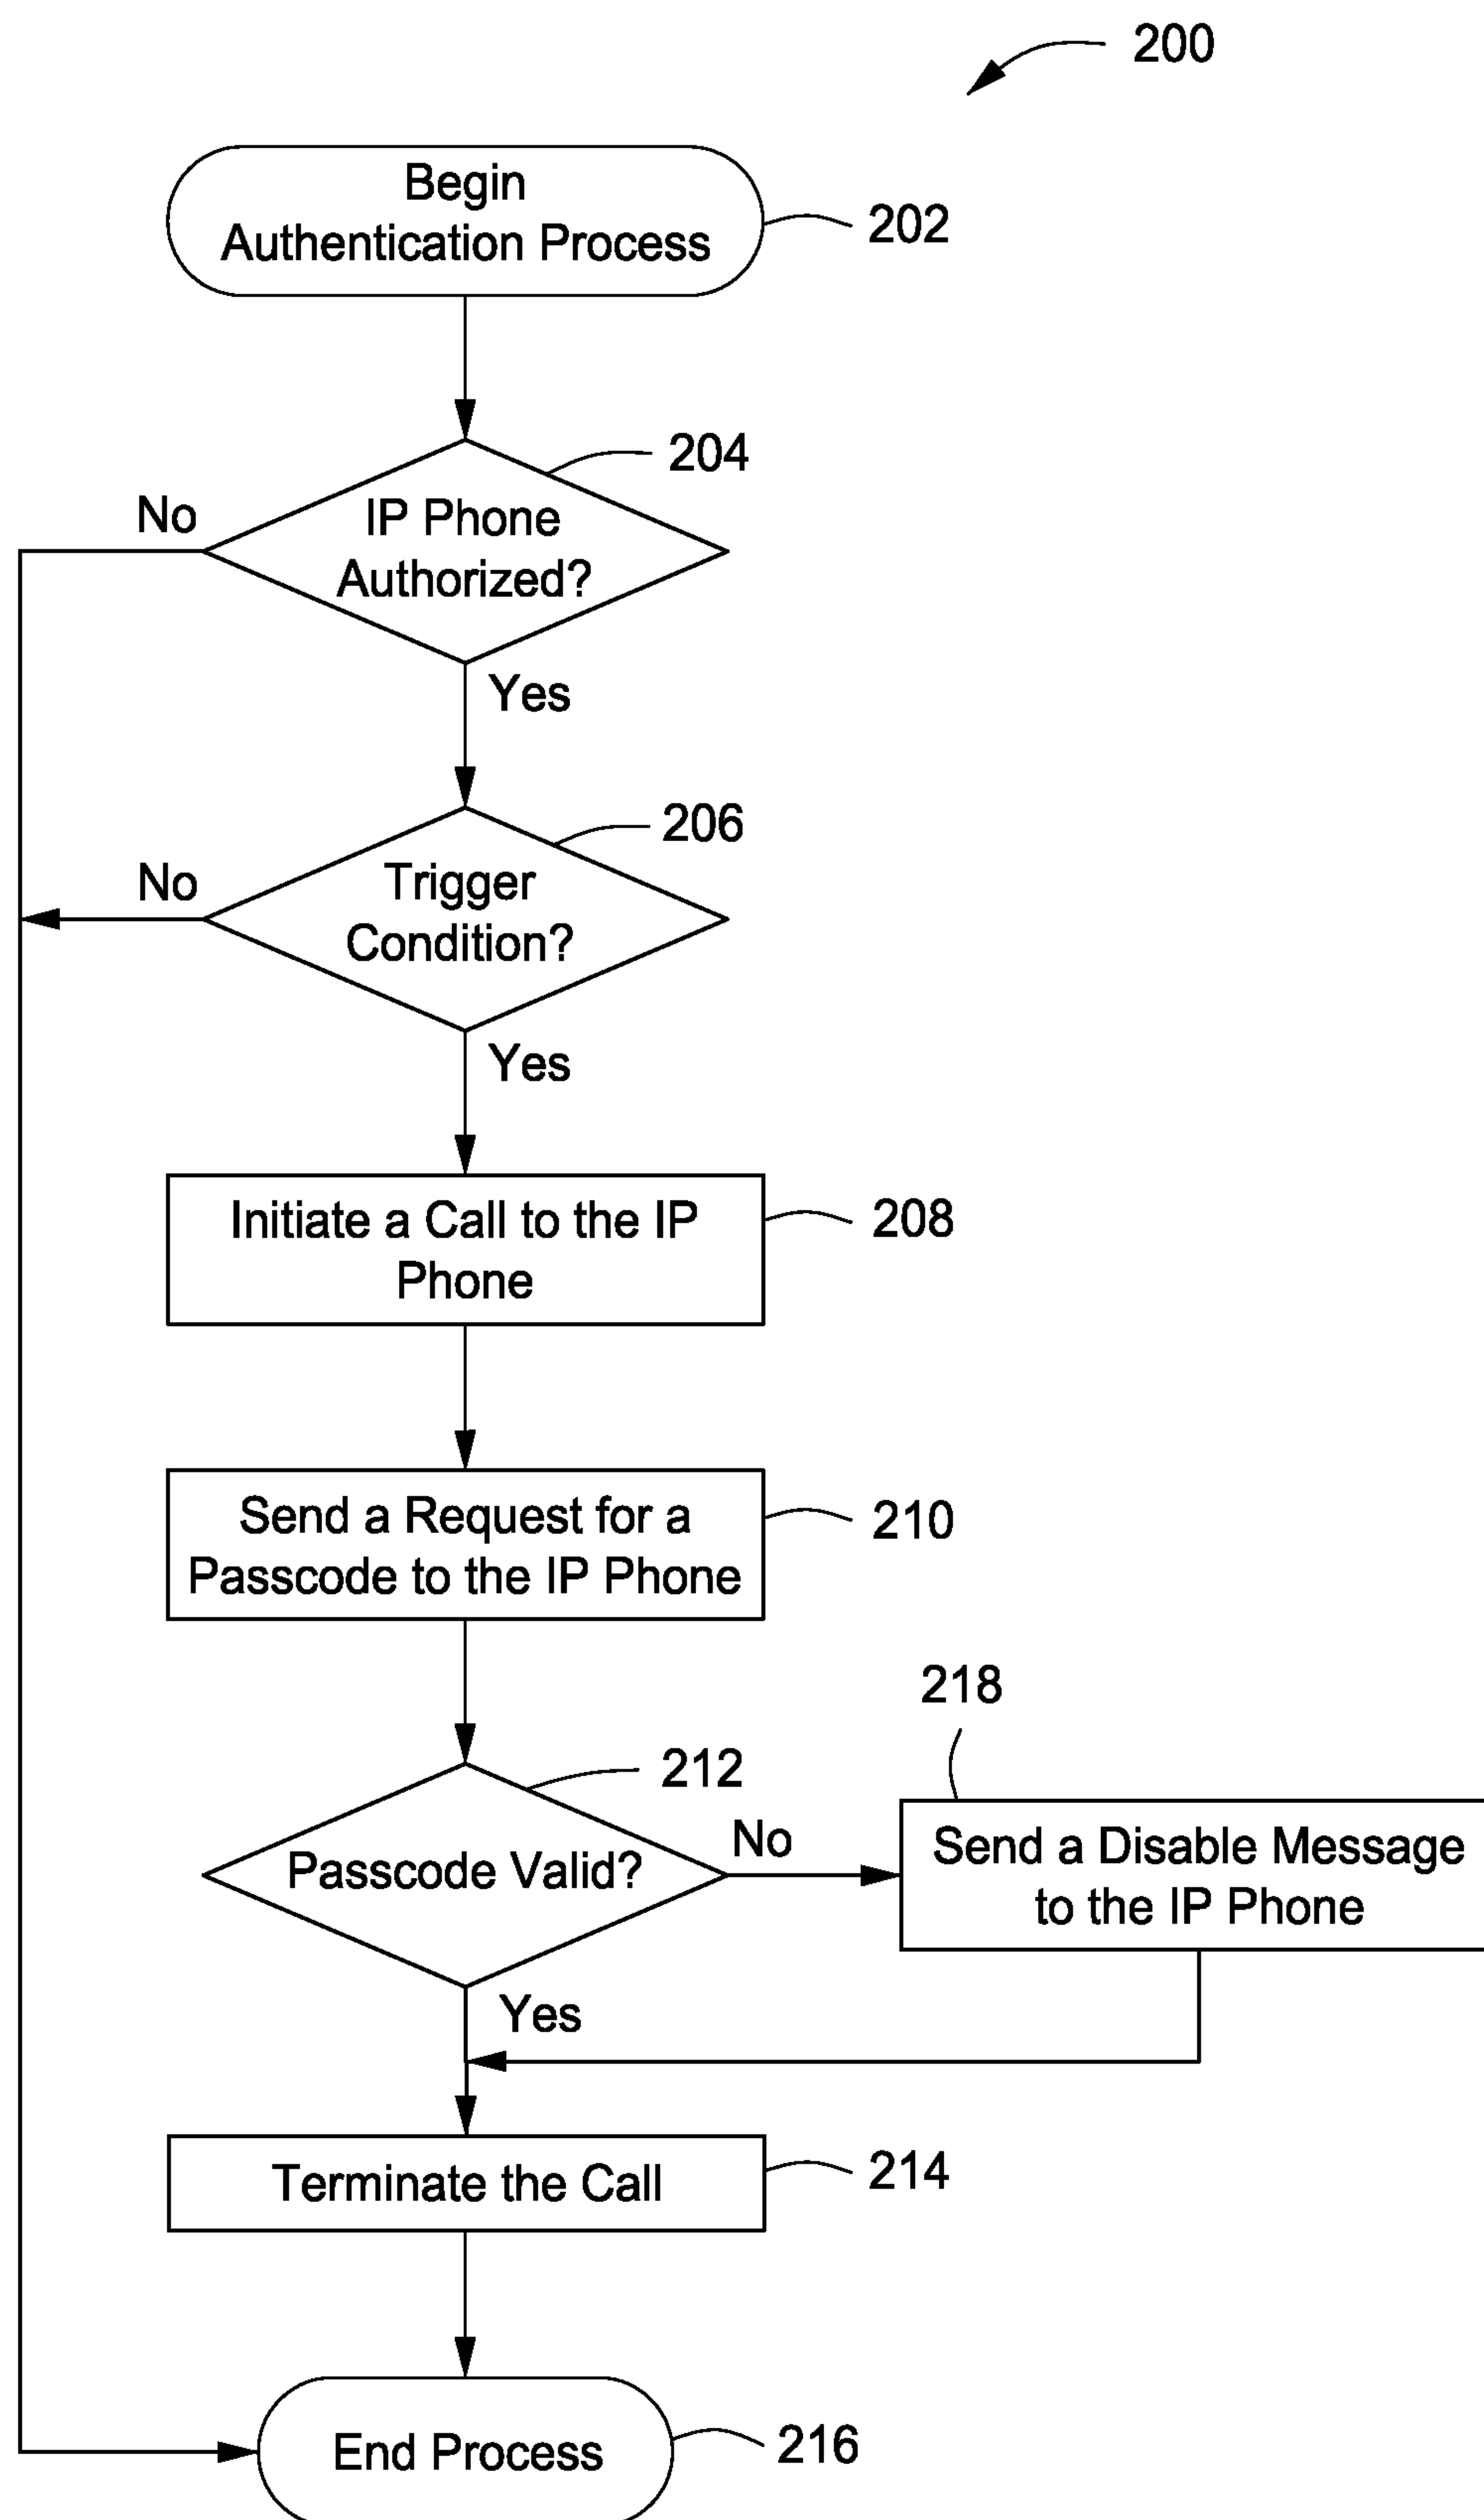 200
Begin
Authentication Process
202
204
No
IP Phone
Authorized?
Yes
206
No
Trigger
Condition?
Yes
Initiate a Call to the IP
Phone
208
Send a Request for a
Passcode to the IP Phone
210
218
212
No
Passcode Valid?
Send a Disable Message
to the IP Phone
Yes
Terminate the Call
214
End Process
216